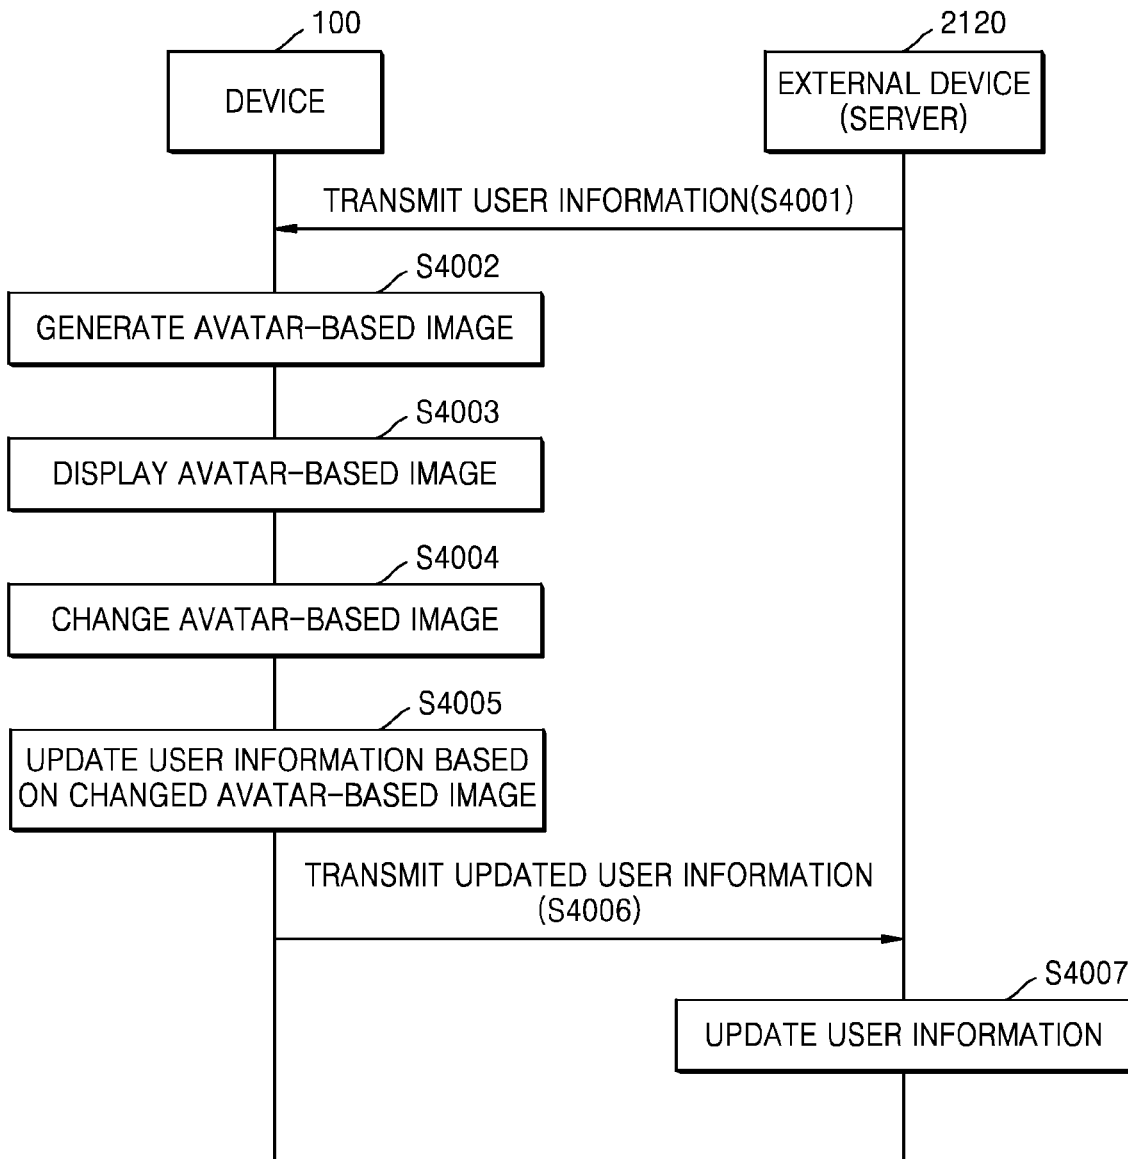 100
2120
DEVICE
EXTERNAL DEVICE
(SERVER)
TRANSMIT USER INFORMATION(S4001)
S4002
GENERATE AVATAR-BASED IMAGE
S4003
DISPLAY AVATAR-BASED IMAGE
S4004
CHANGE AVATAR-BASED IMAGE
S4005
UPDATE USER INFORMATION BASED
ON CHANGED AVATAR-BASED IMAGE
TRANSMIT UPDATED USER INFORMATION
(S4006)
S4007
UPDATE USER INFORMATION